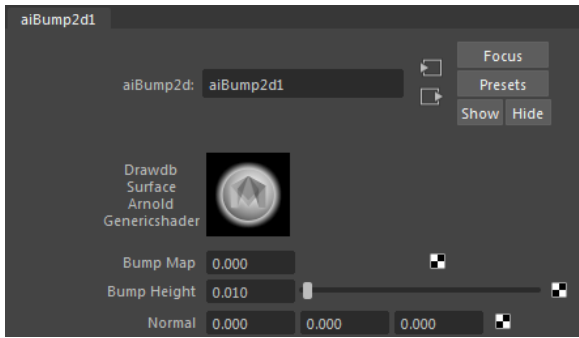 aiBump2d1
Focus
aiBump2d: aiBump2d1
Presets
Show Hide
Drawdb
Surface
Arnold
Genericshader
Bump Map 0.000
Bump Height 0.010
Normal 0.000 0.000 0.000